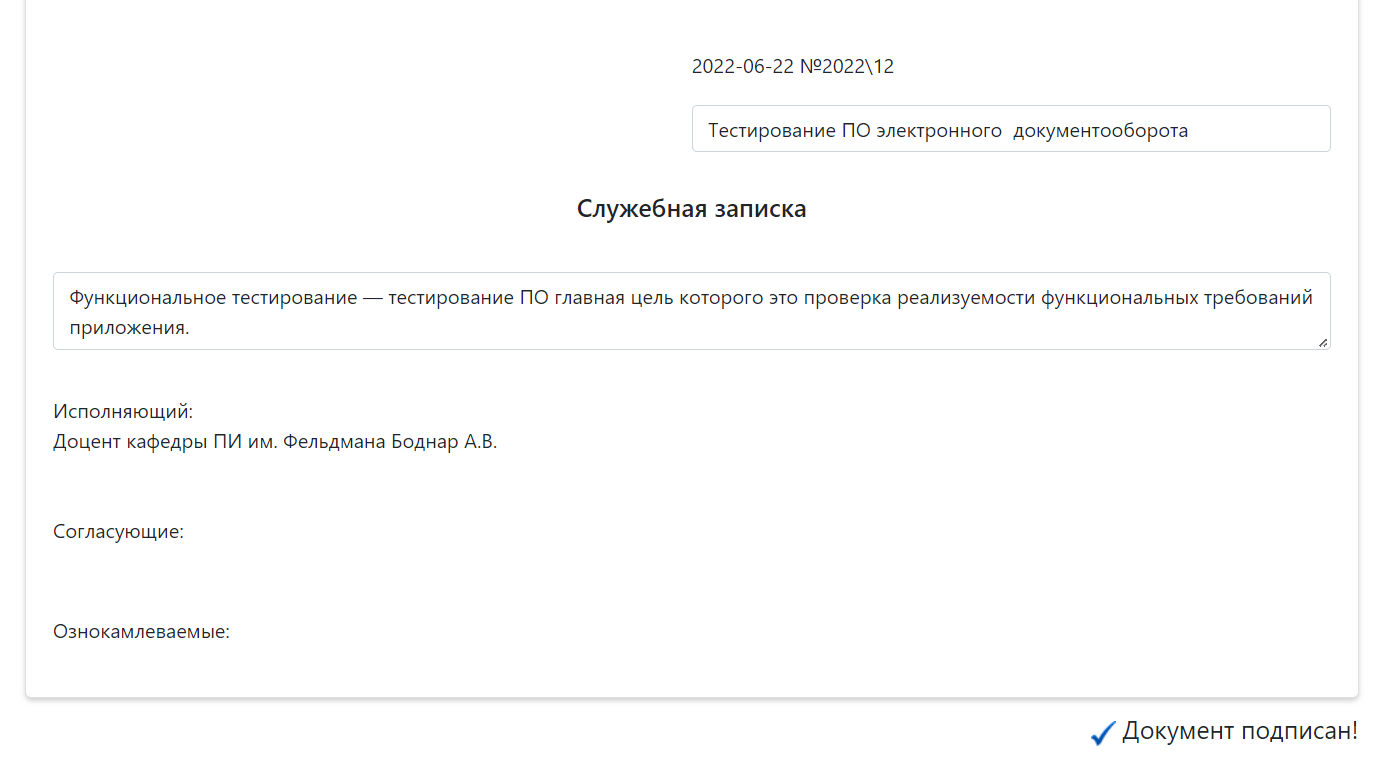 2022-06-22 №2022\12
Тестирование ПО электронного  документооборота
Служебная записка
Функциональное тестирование — тестирование ПО главная цель которого это проверка реализуемости функциональных требований
приложения.
Исполняющий:
Доцент кафедры ПИ им. Фельдмана Боднар А.В.
Согласующие:
Ознокамлеваемые:
Документ подписан!